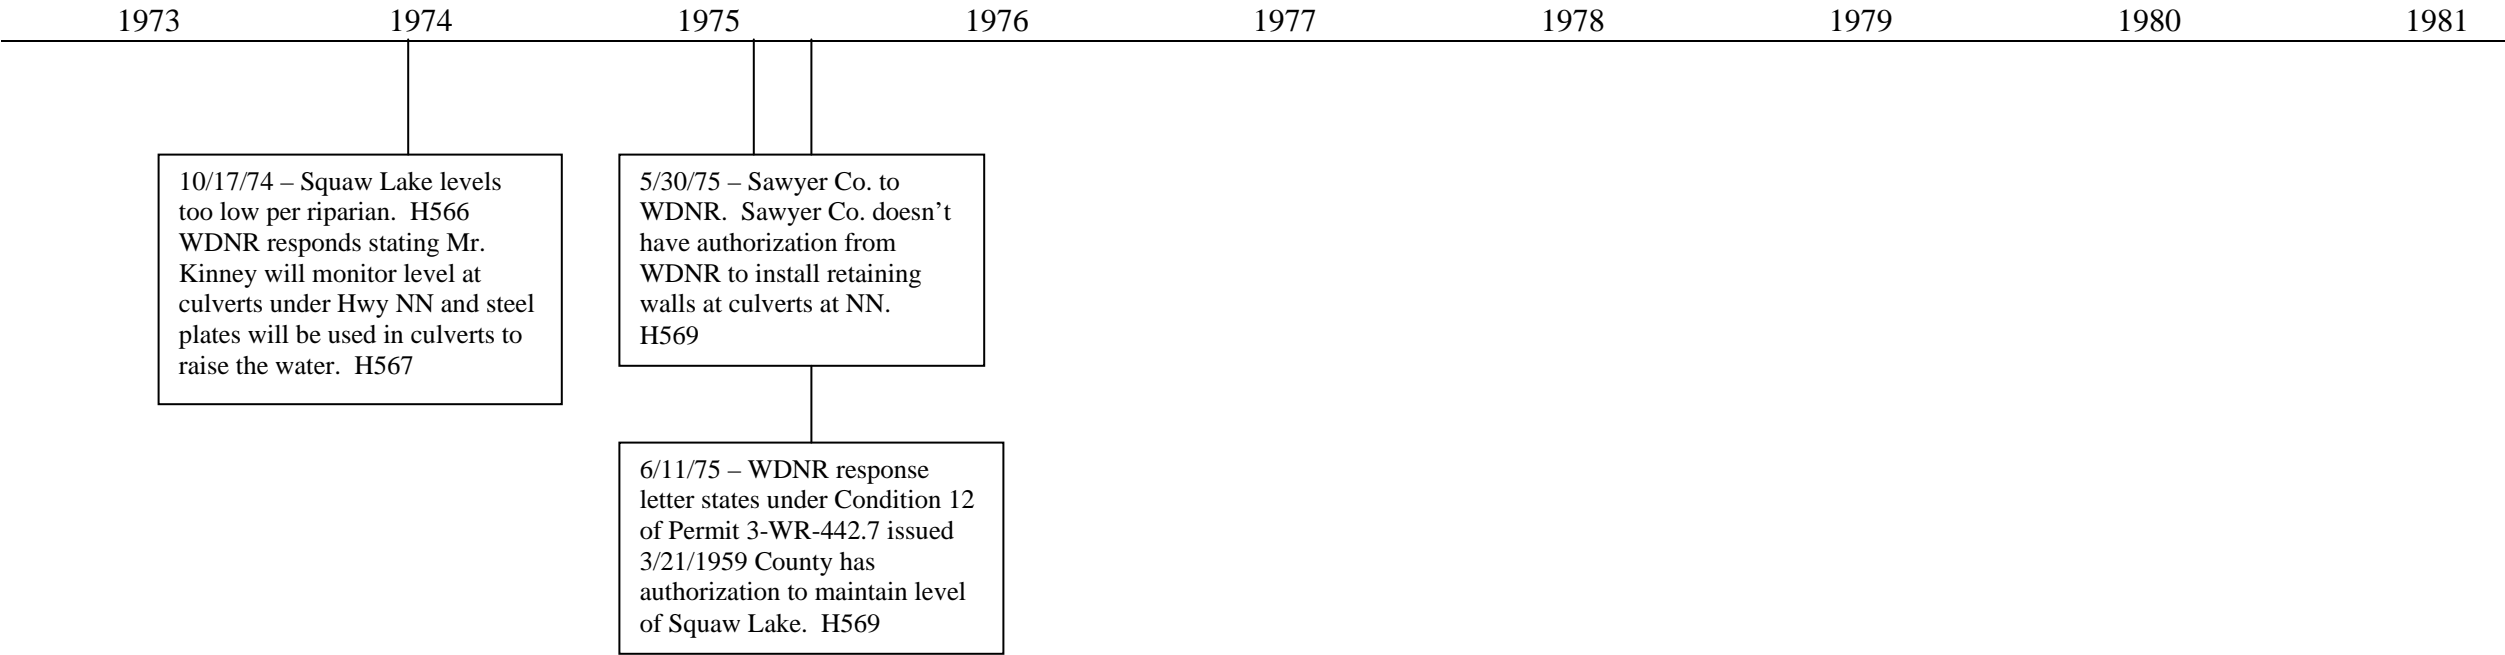 1973 1974 1975 1976 1977 1978 1979 1980 1981
10/17/74 – Squaw Lake levels
too low per riparian. H566
WDNR responds stating Mr.
Kinney will monitor level at
culverts under Hwy NN and steel
plates will be used in culverts to
raise the water. H567
5/30/75 – Sawyer Co. to
WDNR. Sawyer Co. doesn’t
have authorization from
WDNR to install retaining
walls at culverts at NN.
H569
6/11/75 – WDNR response
letter states under Condition 12
of Permit 3-WR-442.7 issued
3/21/1959 County has
authorization to maintain level
of Squaw Lake. H569